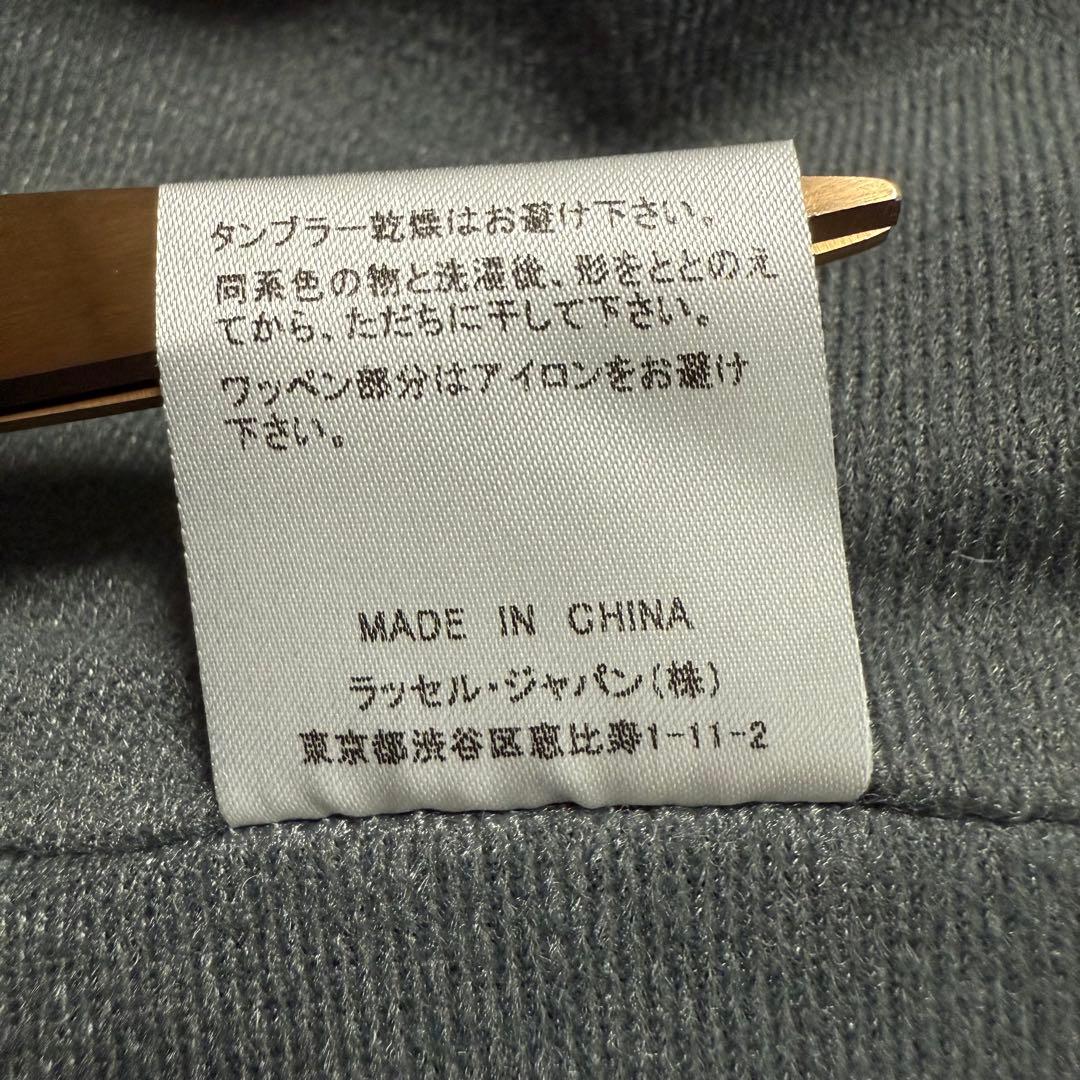 タンブラー乾燥はお避け下さい。
同系色の物と洗濯後、形をととのえ
てから、ただちに干して下さい。
ワッペン部分はアイロンをお避け
下さい。
MADE IN CHINA
ラッセル・ジャパン(株)
東京都渋谷区恵比寿1-11-2